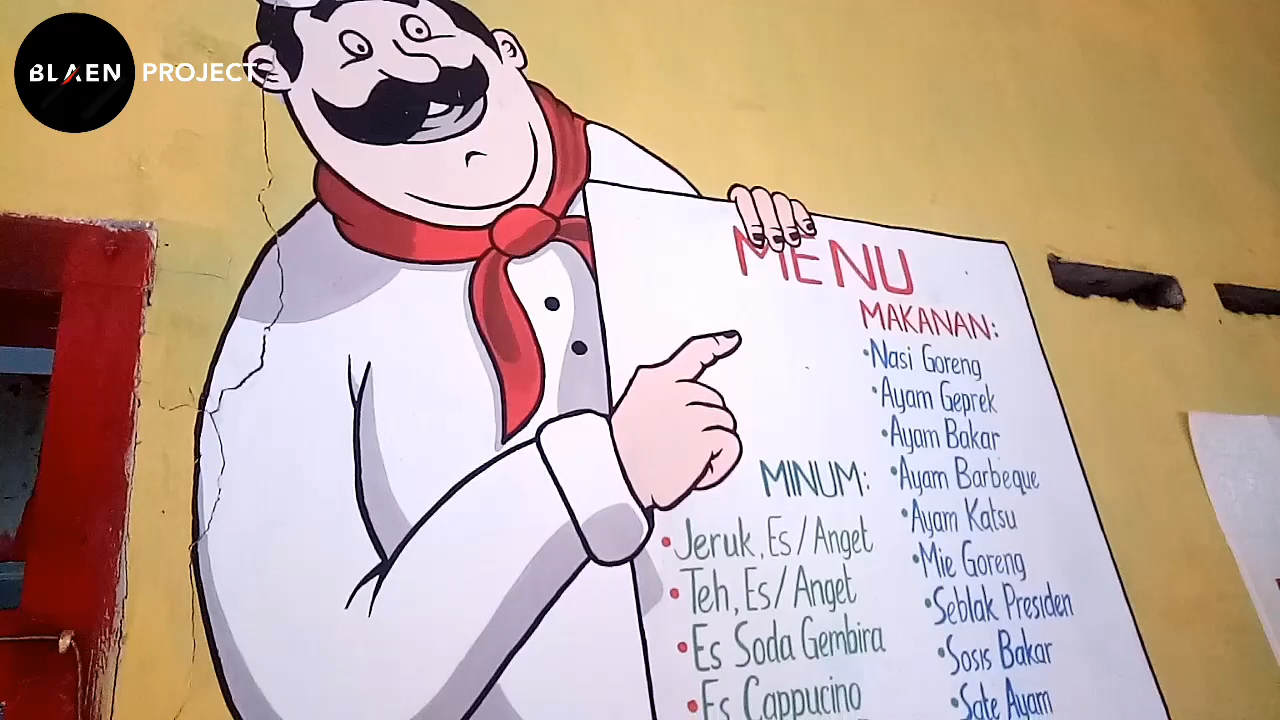 BLAEN PROJECT
MENU
MAKANAN:
•Nasi Goreng
•Ayam Geprek
•Ayam Bakar
•Ayam Barbeque
•Ayam Katsu
•Mie Goreng
•Seblak Presiden
•Sosis Bakar
•Sate Ayam
MINUM:
•Jeruk, Es/Anget
•Teh, Es/Anget
•Es Soda Gembira
•Es Cappucino